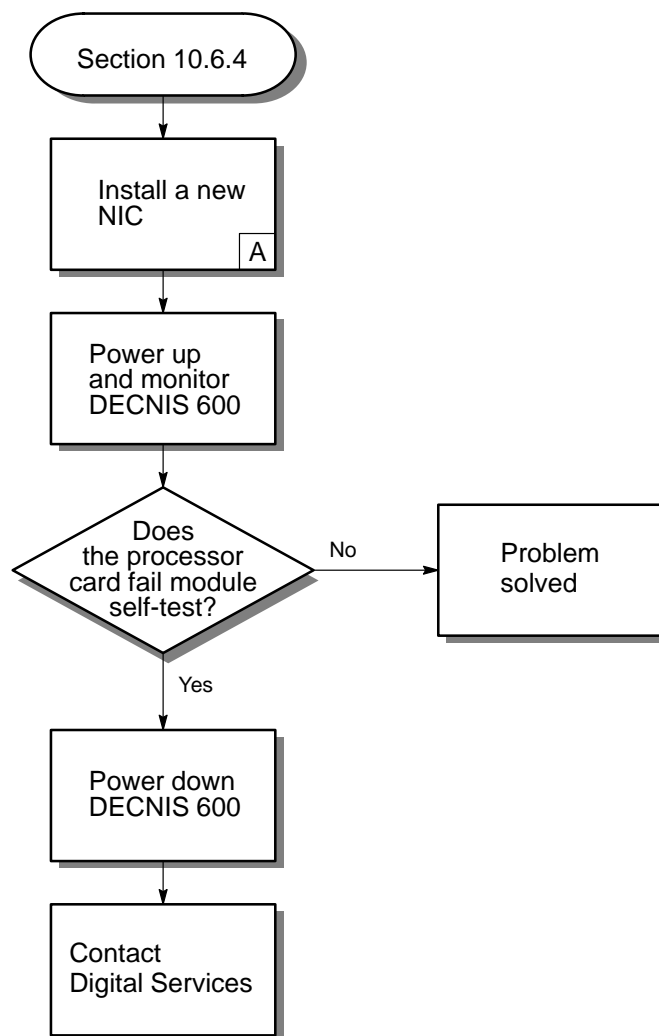 Section 10.6.4
Install a new
NIC
A
Power up
and monitor
DECNIS 600
Does
the processor
card fail module
self-test?
No
Problem
solved
Yes
Power down
DECNIS 600
Contact
Digital Services